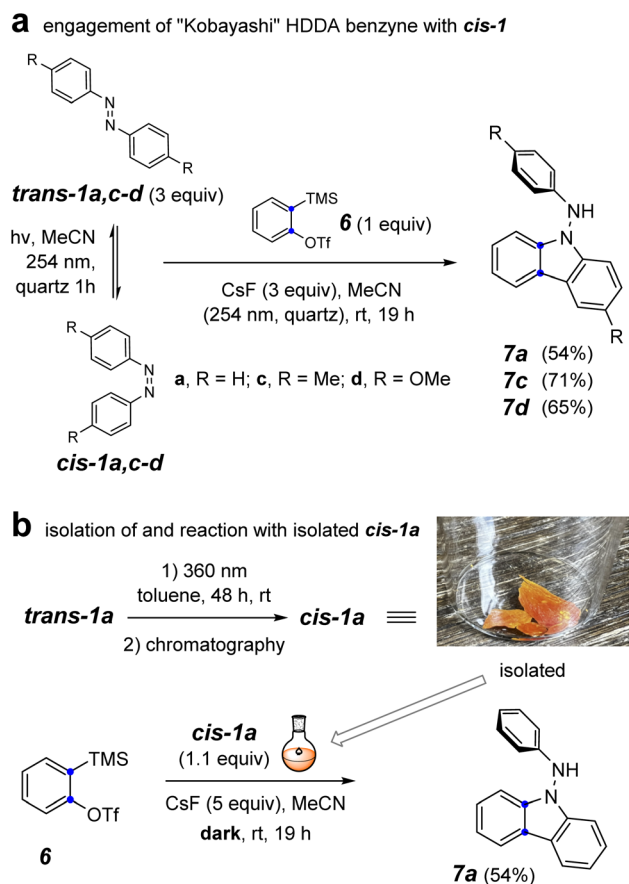 a engagement of "Kobayashi" HDDA benzyne with cis-1
R
N
N
R
trans-1a,c-d (3 equiv)
hν, MeCN
254 nm,
quartz 1h
TMS
OTf
6 (1 equiv)
CsF (3 equiv), MeCN
(254 nm, quartz), rt, 19 h
R
N
N
R
cis-1a,c-d
a, R = H; c, R = Me; d, R = OMe
R
NH
N
R
7a (54%)
7c (71%)
7d (65%)
b isolation of and reaction with isolated cis-1a
trans-1a
1) 360 nm
toluene, 48 h, rt
2) chromatography
cis-1a
isolated
TMS
OTf
6
cis-1a
(1.1 equiv)
CsF (5 equiv), MeCN
dark, rt, 19 h
NH
N
7a (54%)